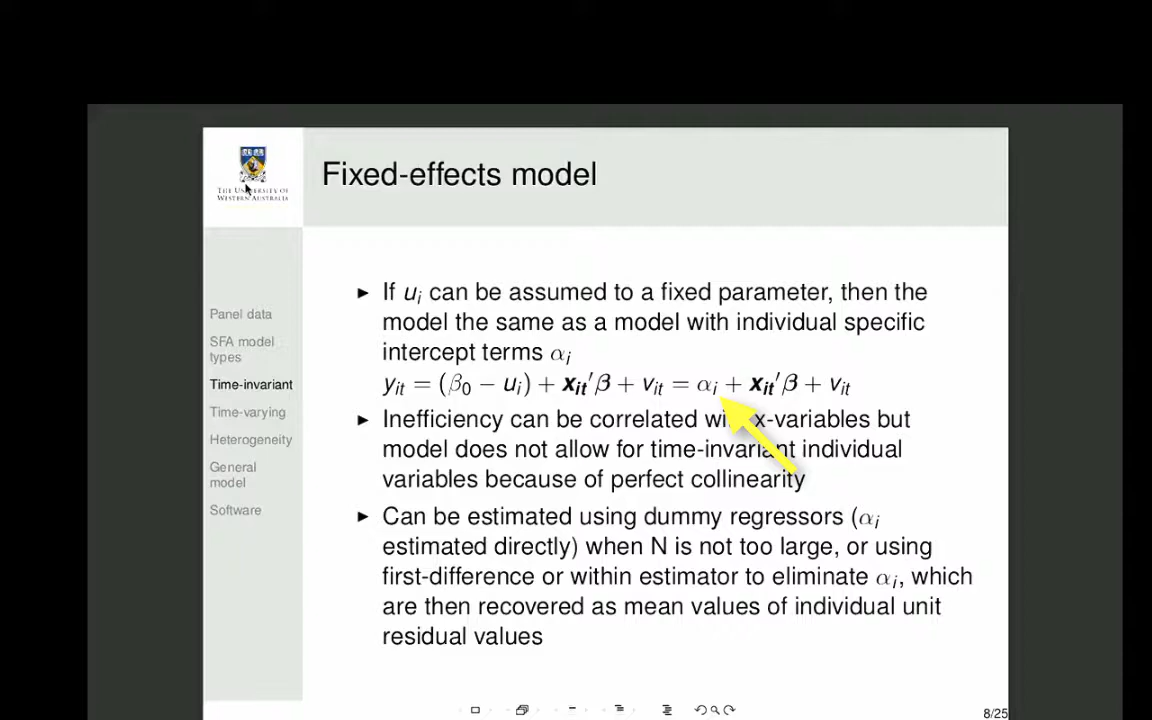 THE UNIVERSITY OF
WESTERN AUSTRALIA
Fixed-effects model
Panel data
SFA model
types
Time-invariant
Time-varying
Heterogeneity
General
model
Software
► If uᵢ can be assumed to a fixed parameter, then the
model the same as a model with individual specific
intercept terms αᵢ
yᵢₜ = (β₀ − uᵢ) + xᵢₜ′β + vᵢₜ = αᵢ + xᵢₜ′β + vᵢₜ
► Inefficiency can be correlated x-variables but
model does not allow for time-invariant individual
variables because of perfect collinearity
► Can be estimated using dummy regressors (αᵢ
estimated directly) when N is not too large, or using
first-difference or within estimator to eliminate αᵢ, which
are then recovered as mean values of individual unit
residual values
8/25